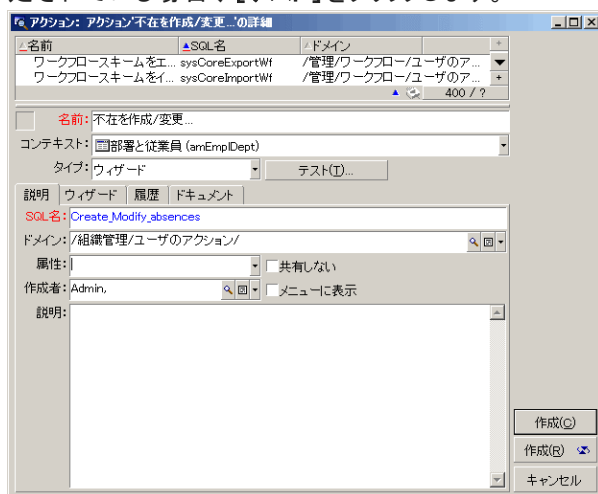 アクション: アクション'不在を作成/変更...'の詳細
名前 SQL名 ドメイン
ワークフロースキームをエ... sysCoreExportWf /管理/ワークフロー/ユーザのア...
ワークフロースキームをイ... sysCoreImportWf /管理/ワークフロー/ユーザのア...
400 / ?
名前: 不在を作成/変更...
コンテキスト: 部署と従業員 (amEmplDept)
タイプ: ウィザード テスト(T)...
説明 ウィザード 履歴 ドキュメント
SQL名: Create_Modify_absences
ドメイン: /組織管理/ユーザのアクション/
属性: 共有しない
作成者: Admin, メニューに表示
説明:
作成(C)
作成(R)
キャンセル